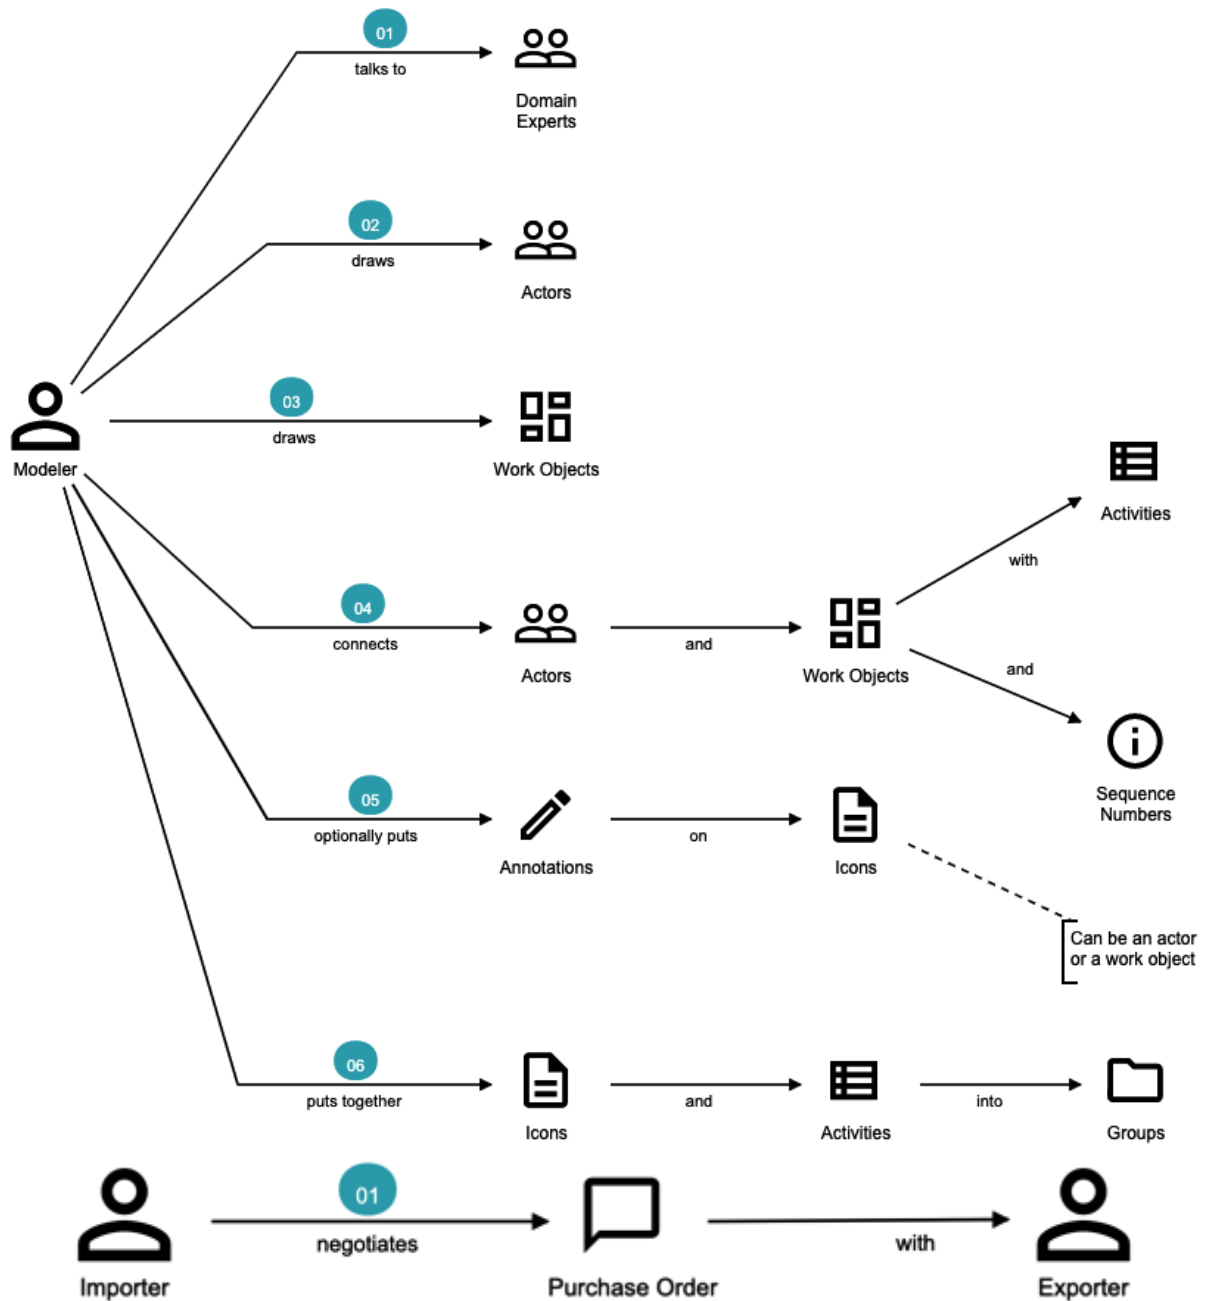 01
talks to
Domain
Experts
02
draws
Actors
03
draws
Work Objects
Modeler
Activities
with
04
connects
Actors
and
Work Objects
and
Sequence
Numbers
05
optionally puts
Annotations
on
Icons
Can be an actor
or a work object
06
puts together
Icons
and
Activities
into
Groups
01
negotiates
Importer
Purchase Order
with
Exporter